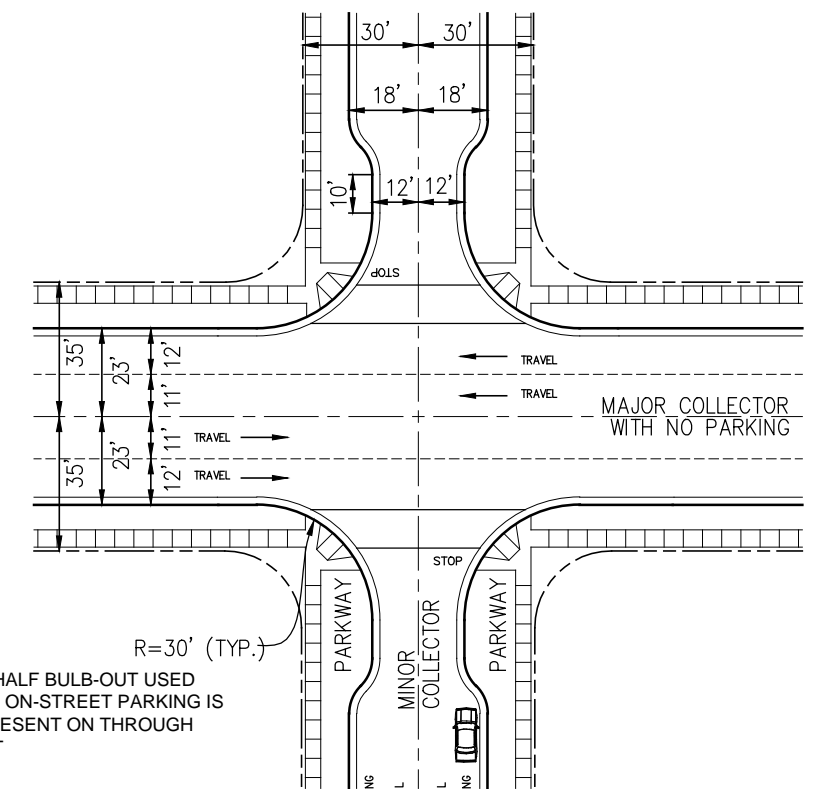 30' 30'
18' 18'
10'
12' 12'
STOP
35' 23' 12'
11'
TRAVEL
TRAVEL
MAJOR COLLECTOR
WITH NO PARKING
11'
TRAVEL
35' 23' 12' TRAVEL
STOP
R=30' (TYP.)
PARKWAY
MINOR
COLLECTOR
PARKWAY
HALF BULB-OUT USED
ON-STREET PARKING IS
ESENT ON THROUGH
NG
L
L
NG